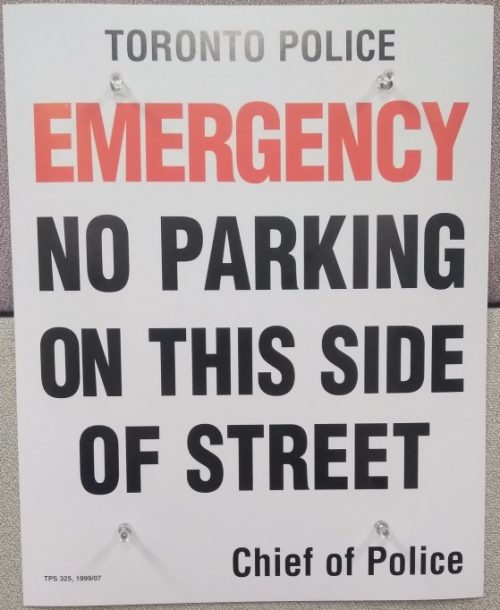 TORONTO POLICE
EMERGENCY
NO PARKING
ON THIS SIDE
OF STREET
Chief of Police
TPS 325, 1999/07